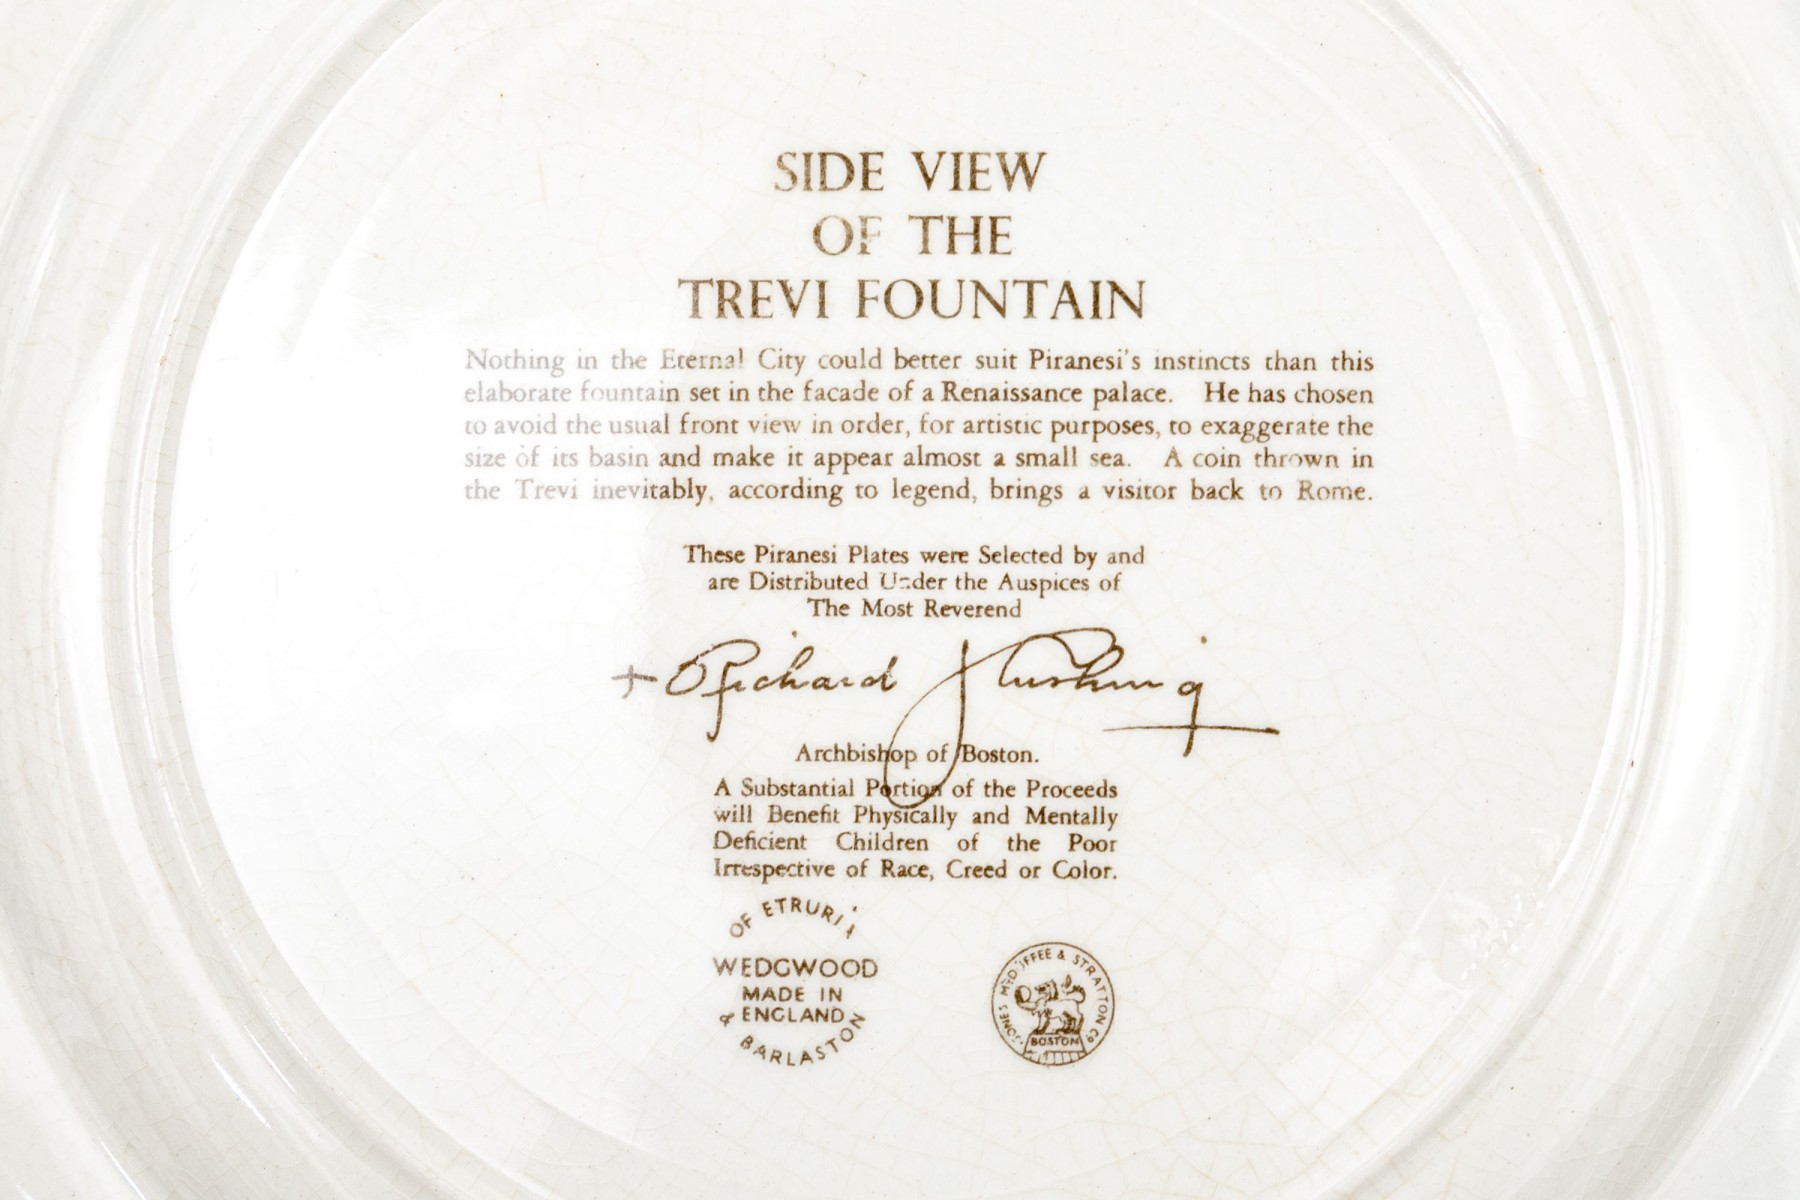 SIDE VIEW
OF THE
TREVI FOUNTAIN
Nothing in the Eternal City could better suit Piranesi's instincts than this
elaborate fountain set in the facade of a Renaissance palace. He has chosen
to avoid the usual front view in order, for artistic purposes, to exaggerate the
size of its basin and make it appear almost a small sea. A coin thrown in
the Trevi inevitably, according to legend, brings a visitor back to Rome.
These Piranesi Plates were Selected by and
are Distributed Under the Auspices of
The Most Reverend
+ Richard J Cushing
Archbishop of Boston.
A Substantial Portion of the Proceeds
will Benefit Physically and Mentally
Deficient Children of the Poor
Irrespective of Race, Creed or Color.
OF ETRURIA
WEDGWOOD
MADE IN
ENGLAND
& BARLASTON
JONES McDUFFEE & STRATTON CO
BOSTON